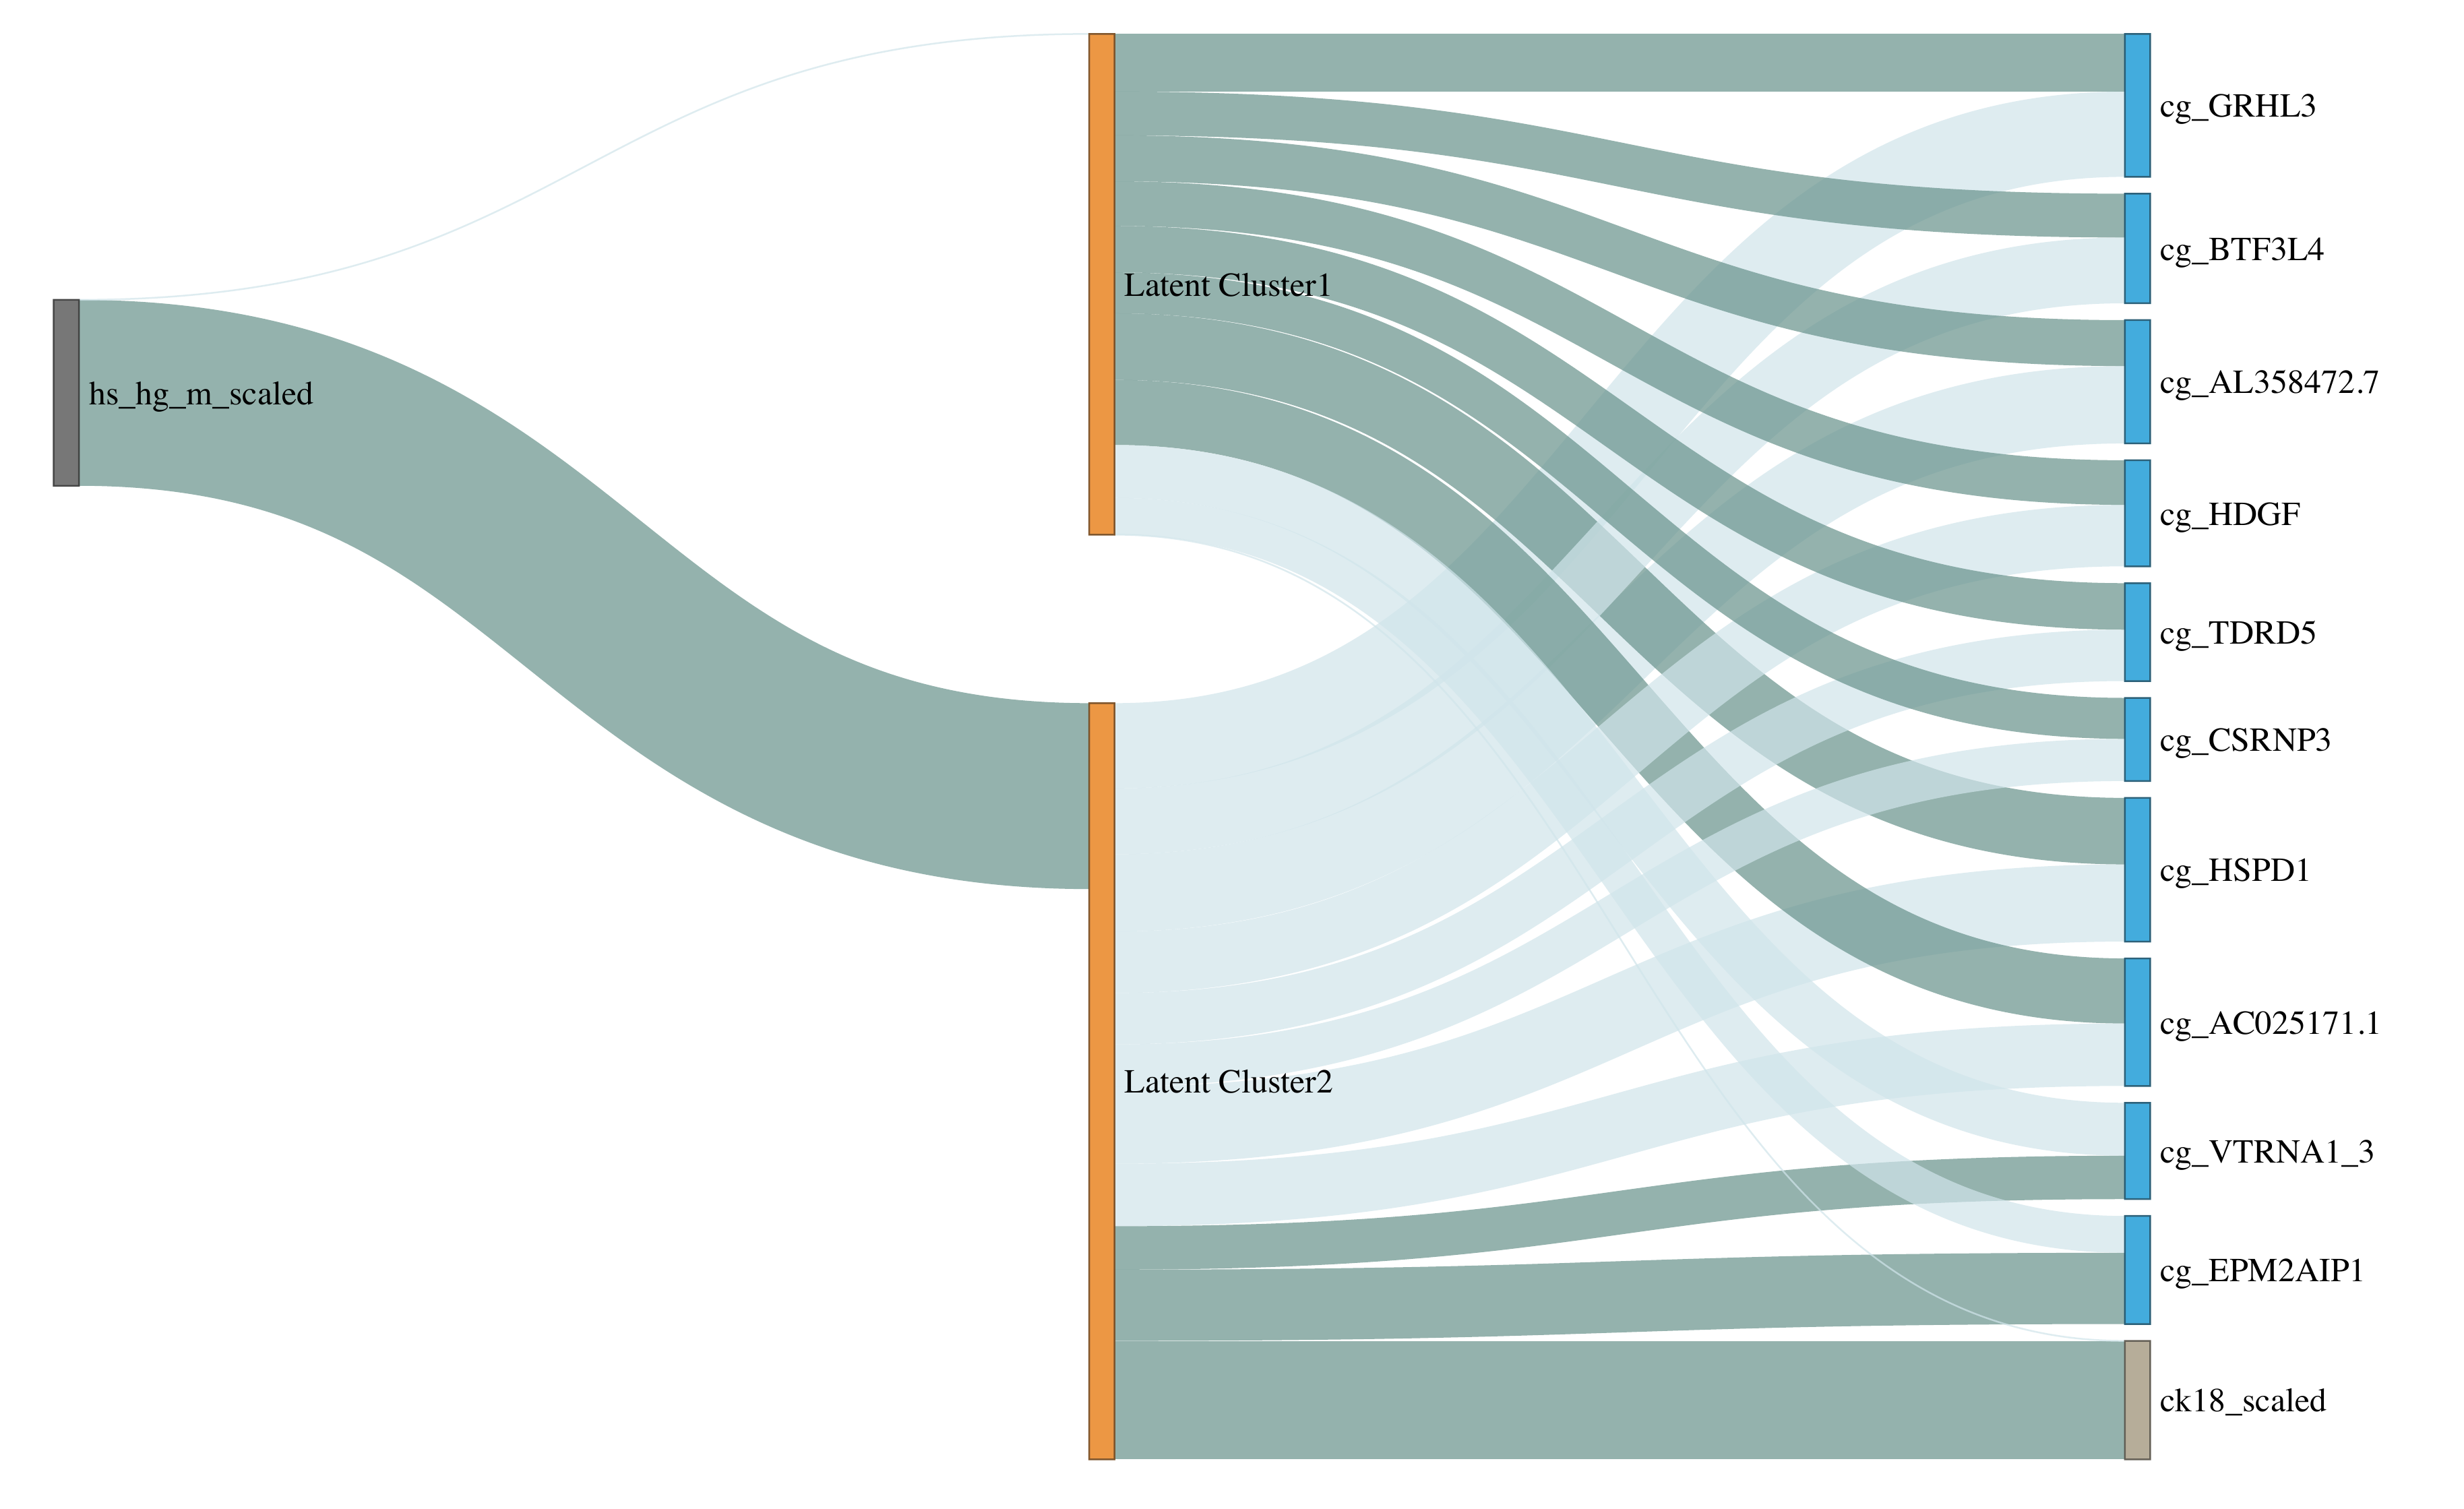 hs_hg_m_scaled
Latent Cluster1
Latent Cluster2
cg_GRHL3
cg_BTF3L4
cg_AL358472.7
cg_HDGF
cg_TDRD5
cg_CSRNP3
cg_HSPD1
cg_AC025171.1
cg_VTRNA1_3
cg_EPM2AIP1
ck18_scaled